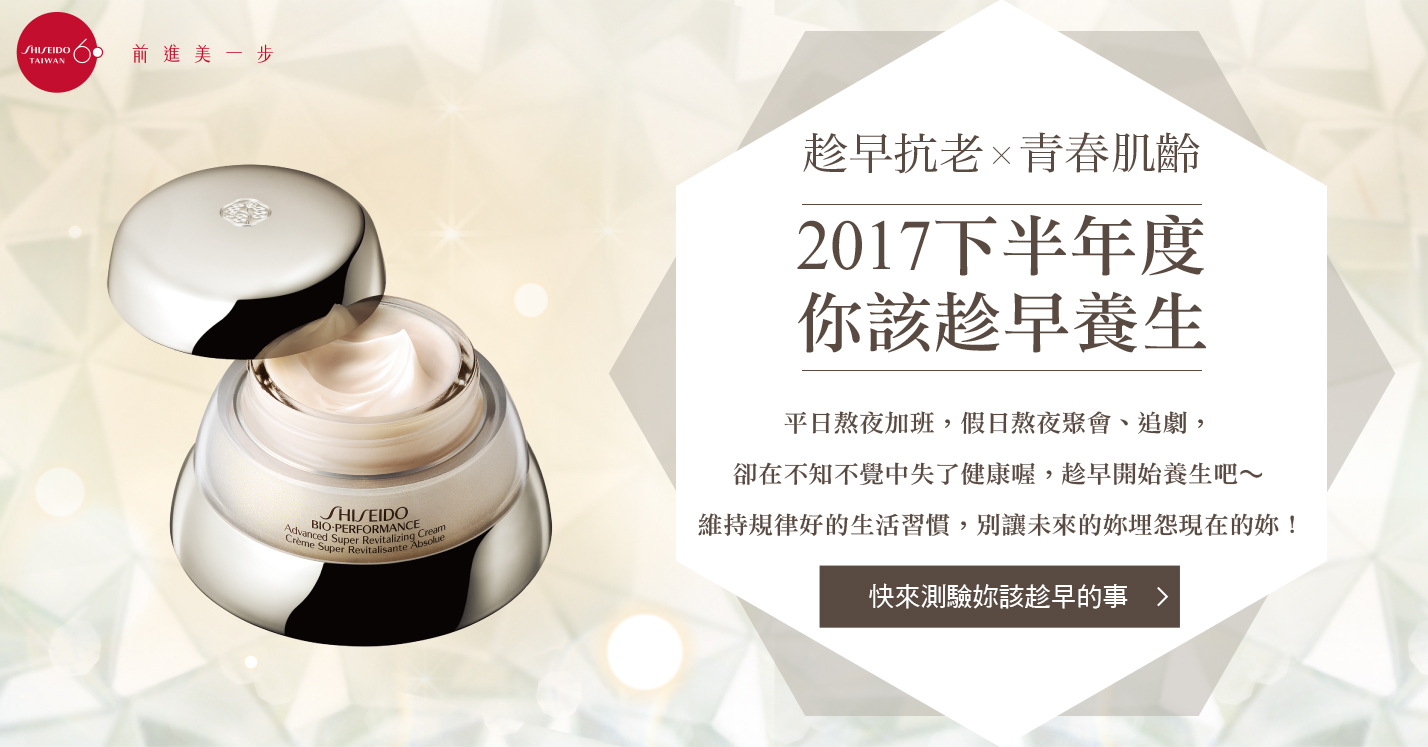 SHISEIDO 60
TAIWAN
前進美一步
趁早抗老×青春肌齡
2017下半年度
你該趁早養生
平日熬夜加班，假日熬夜聚會、追劇，
卻在不知不覺中失了健康喔，趁早開始養生吧～
維持規律好的生活習慣，別讓未來的妳埋怨現在的妳！
快來測驗妳該趁早的事 >
SHISEIDO
BIO-PERFORMANCE
Advanced Super Revitalizing Cream
Crème Super Revitalisante Absolue